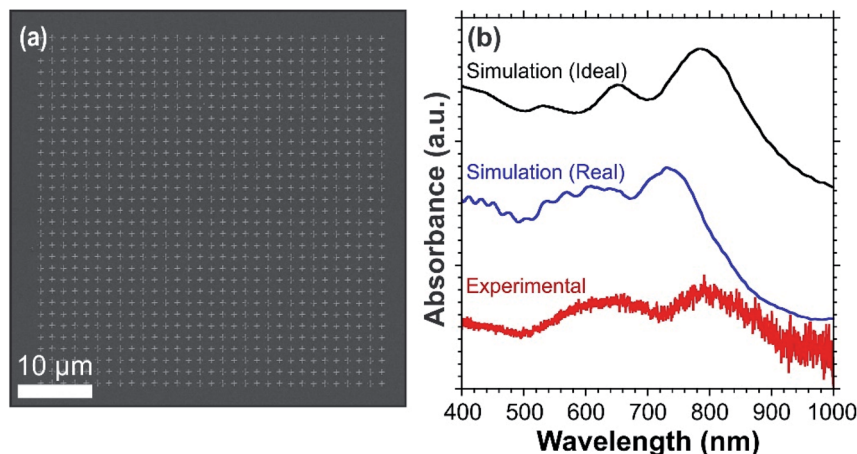 (a)
10 μm
(b)
Simulation (Ideal)
Simulation (Real)
Experimental
Absorbance (a.u.)
400 500 600 700 800 900 1000
Wavelength (nm)